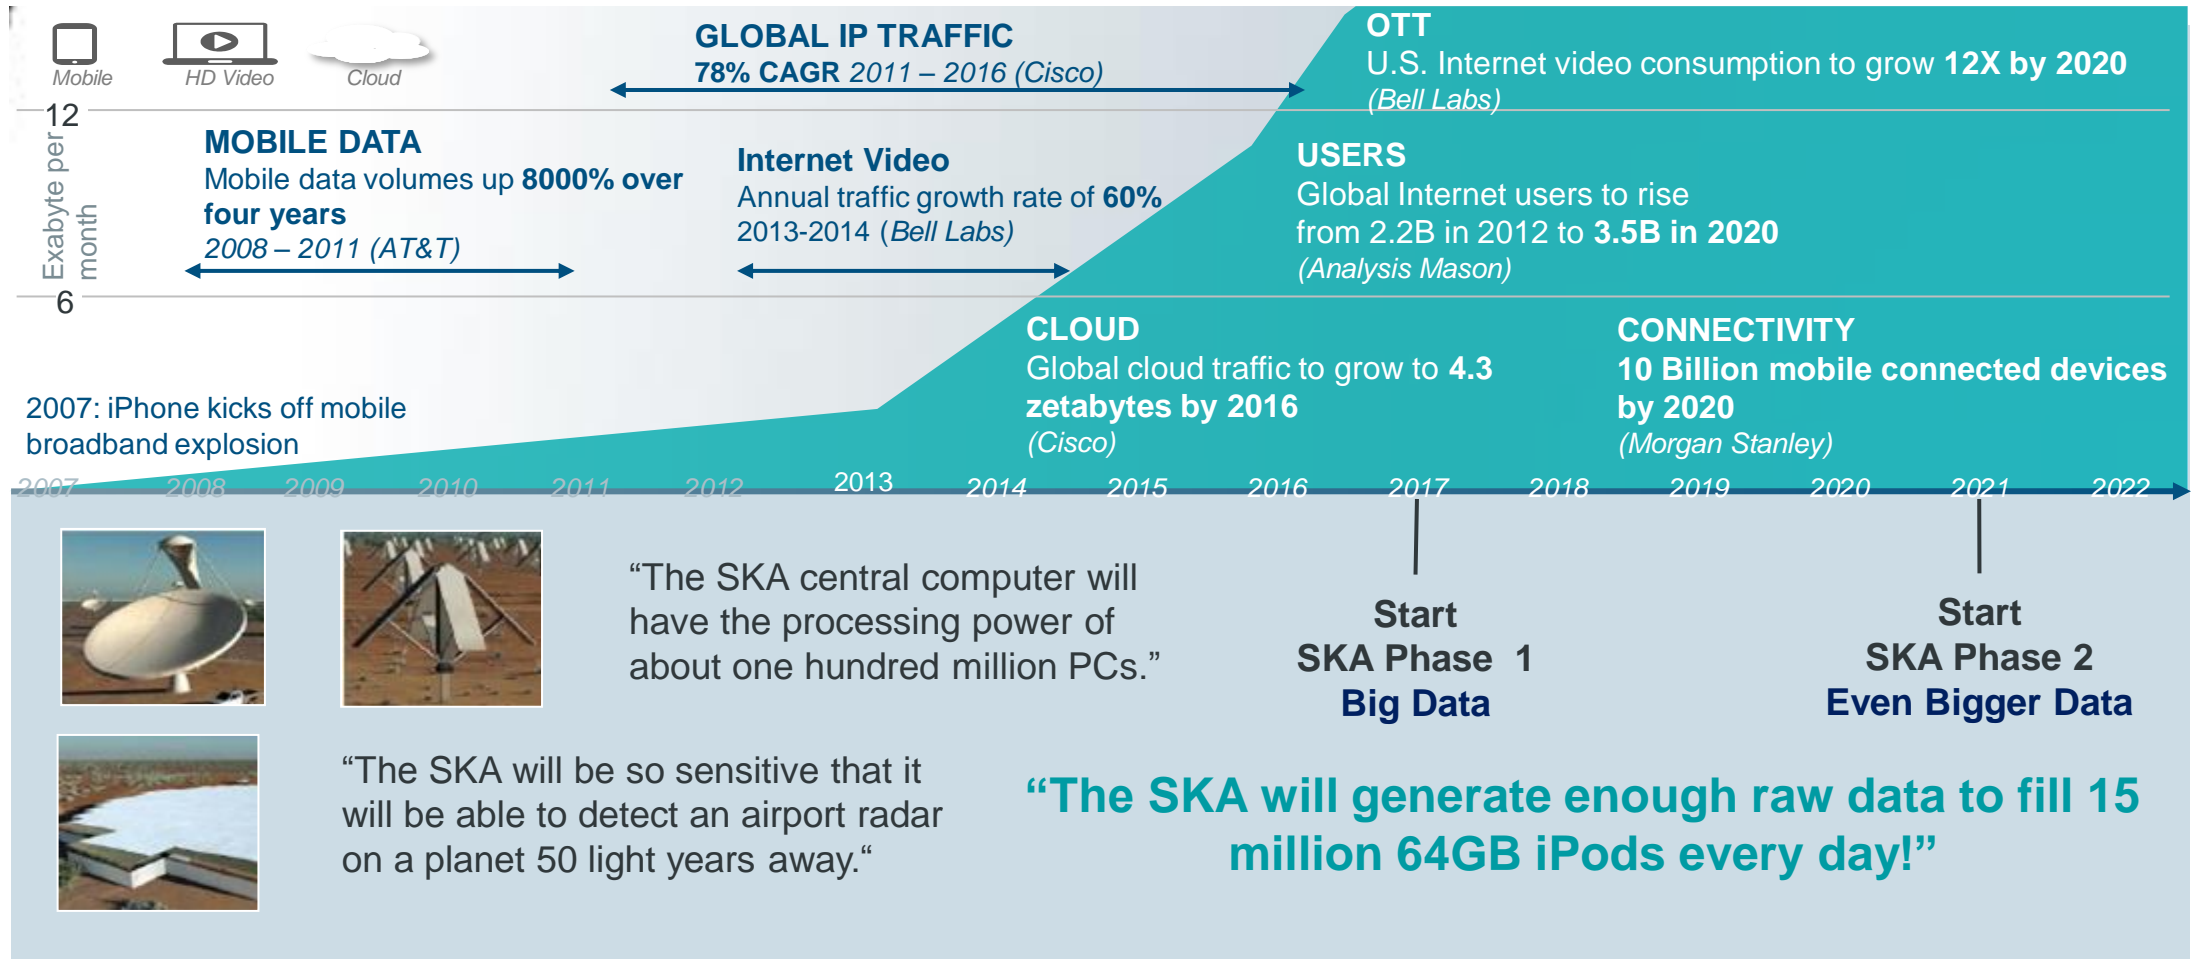 Mobile
HD Video
Cloud
GLOBAL IP TRAFFIC
78% CAGR 2011 – 2016 (Cisco)
OTT
U.S. Internet video consumption to grow 12X by 2020
(Bell Labs)
12
Exabyte per
month
6
MOBILE DATA
Mobile data volumes up 8000% over
four years
2008 – 2011 (AT&T)
Internet Video
Annual traffic growth rate of 60%
2013-2014 (Bell Labs)
USERS
Global Internet users to rise
from 2.2B in 2012 to 3.5B in 2020
(Analysis Mason)
CLOUD
Global cloud traffic to grow to 4.3
zetabytes by 2016
(Cisco)
CONNECTIVITY
10 Billion mobile connected devices
by 2020
(Morgan Stanley)
2007: iPhone kicks off mobile
broadband explosion
2007 2008 2009 2010 2011 2012 2013 2014 2015 2016 2017 2018 2019 2020 2021 2022
“The SKA central computer will
have the processing power of
about one hundred million PCs.”
Start
SKA Phase 1
Big Data
Start
SKA Phase 2
Even Bigger Data
“The SKA will be so sensitive that it
will be able to detect an airport radar
on a planet 50 light years away.“
“The SKA will generate enough raw data to fill 15
million 64GB iPods every day!”